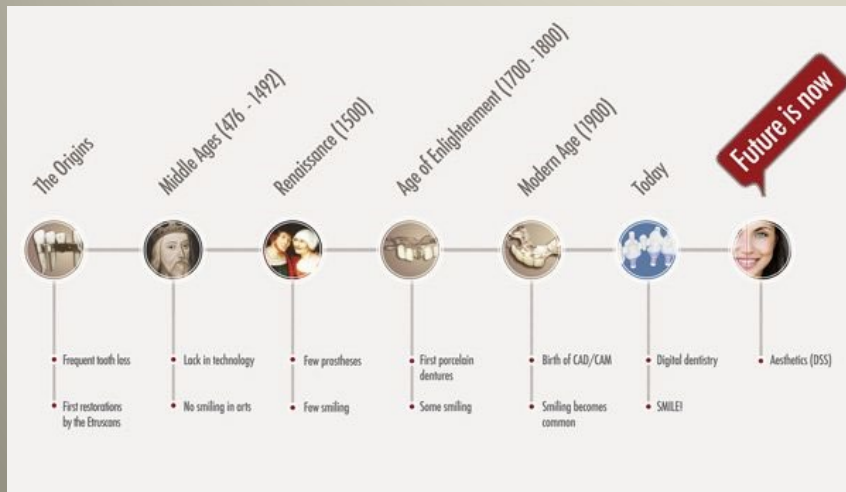 The Origins
Middle Ages (476 - 1492)
Renaissance (1500)
Age of Enlightenment (1700 - 1800)
Modern Age (1900)
Today
Future is now
Frequent tooth loss
First restorations
by the Etruscans
Lack in technology
No smiling in arts
Few prostheses
Few smiling
First porcelain
dentures
Some smiling
Birth of CAD/CAM
Smiling becomes
common
Digital dentistry
SMILE!
Aesthetics (DSS)